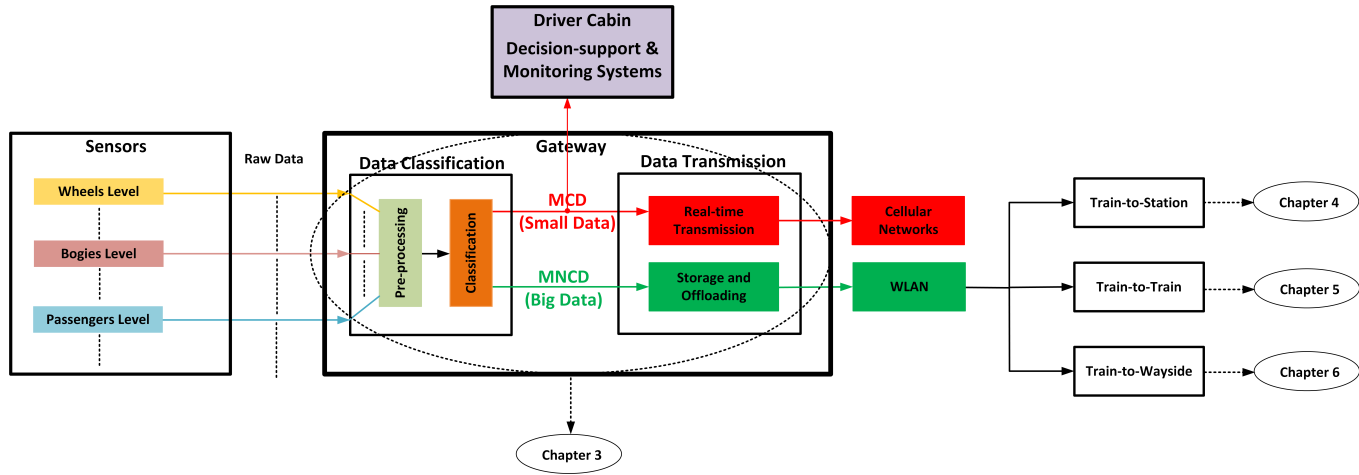 Driver Cabin
Decision-support &
Monitoring Systems
Sensors
Raw Data
Gateway
Data Classification
Data Transmission
Wheels Level
Bogies Level
Passengers Level
Pre-processing
Classification
MCD
(Small Data)
MNCD
(Big Data)
Real-time
Transmission
Storage and
Offloading
Cellular
Networks
WLAN
Train-to-Station
Train-to-Train
Train-to-Wayside
Chapter 4
Chapter 5
Chapter 6
Chapter 3